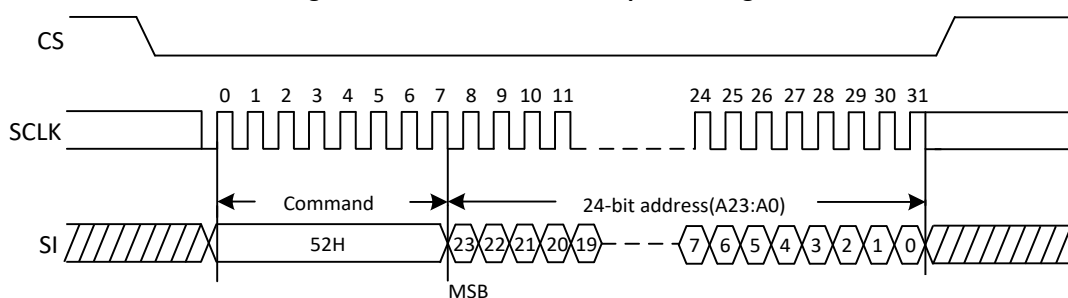 CS
0 1 2 3 4 5 6 7 8 9 10 11 24 25 26 27 28 29 30 31
SCLK
Command 24-bit address(A23:A0)
SI 52H 23 22 21 20 19 7 6 5 4 3 2 1 0
MSB